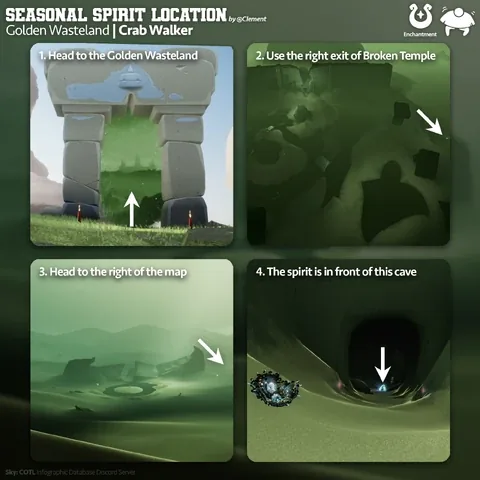 SEASONAL SPIRIT LOCATION by @Clement
Golden Wasteland | Crab Walker
Enchantment
1. Head to the Golden Wasteland
2. Use the right exit of Broken Temple
3. Head to the right of the map
4. The spirit is in front of this cave
Sky: COTL Infographic Database Discord Server